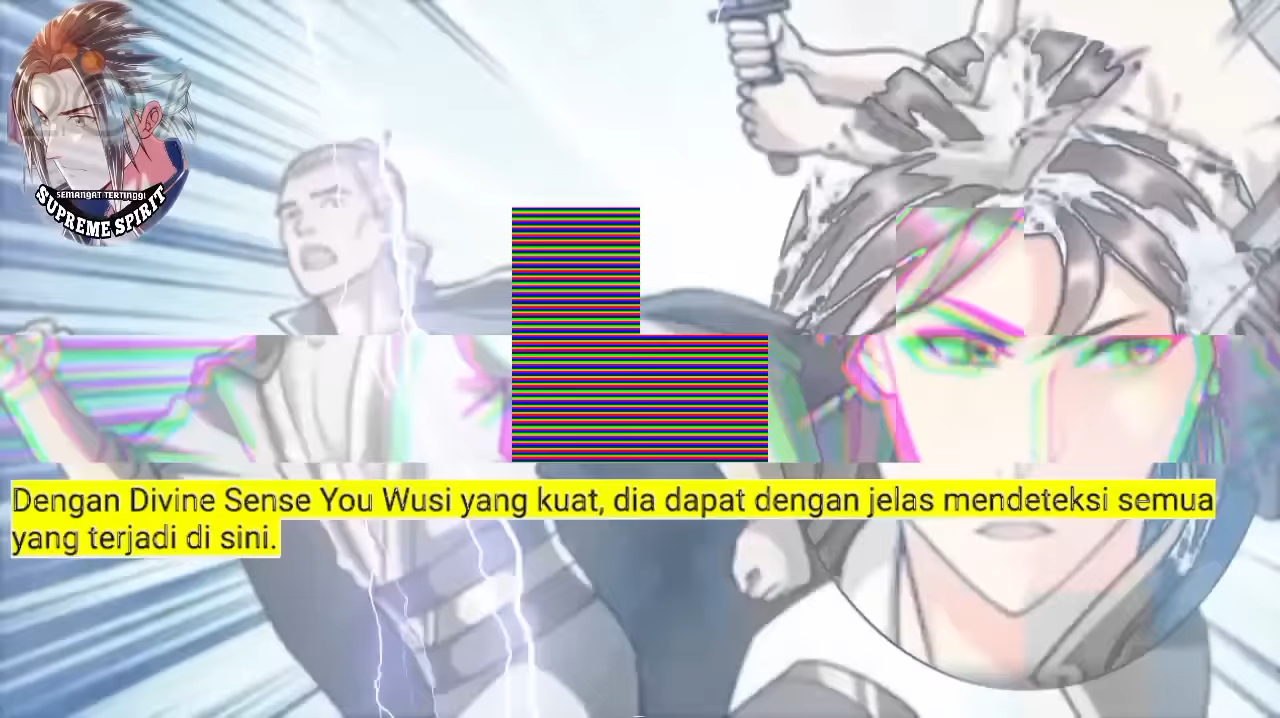 SEMANGAT TERTINGGI
SUPREME SPIRIT
Dengan Divine Sense You Wusi yang kuat, dia dapat dengan jelas mendeteksi semua
yang terjadi di sini.